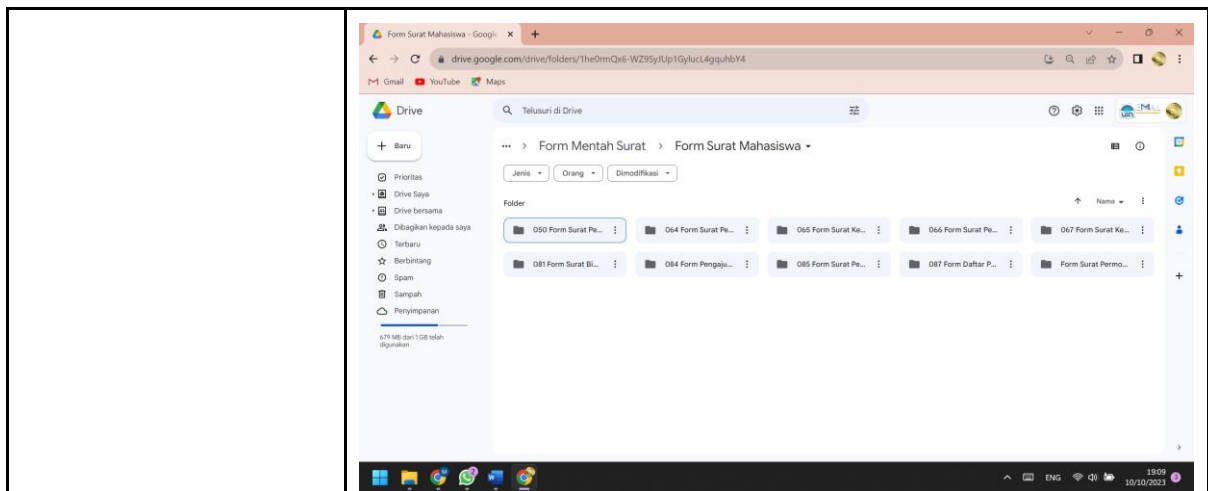 Form Surat Mahasiswa - Googl
drive.google.com/drive/folders/1he0rmQx6-WZ9SyJUp1GylucL4gquhbY4
Gmail YouTube Maps
Drive
Telusuri di Drive
Baru
Form Mentah Surat > Form Surat Mahasiswa
Jenis Orang Dimodifikasi
Prioritas
Drive Saya
Drive bersama
Dibagikan kepada saya
Terbaru
Berbintang
Spam
Sampah
Penyimpanan
679 MB dari 1 GB telah
digunakan
Folder
Nama
050 Form Surat Pe... 064 Form Surat Pe... 065 Form Surat Ke... 066 Form Surat Pe... 067 Form Surat Ke...
081 Form Surat Bi... 084 Form Pengaju... 085 Form Surat Pe... 087 Form Daftar P... Form Surat Permo...
ENG
19:09
10/10/2023